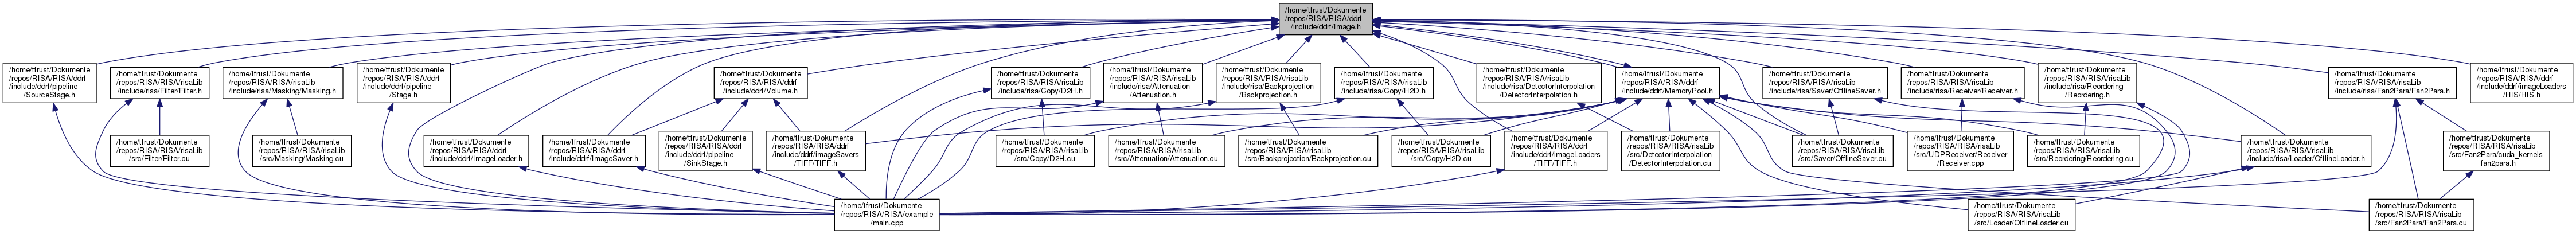 /home/tfrust/Dokumente
/repos/RISA/RISA/ddrf
/include/ddrf/Image.h
/home/tfrust/Dokumente
/repos/RISA/RISA/ddrf
/include/ddrf/pipeline
/SourceStage.h
/home/tfrust/Dokumente
/repos/RISA/RISA/risaLib
/include/risa/Filter/Filter.h
/home/tfrust/Dokumente
/repos/RISA/RISA/risaLib
/include/risa/Masking/Masking.h
/home/tfrust/Dokumente
/repos/RISA/RISA/ddrf
/include/ddrf/pipeline
/Stage.h
/home/tfrust/Dokumente
/repos/RISA/RISA/ddrf
/include/ddrf/Volume.h
/home/tfrust/Dokumente
/repos/RISA/RISA/risaLib
/include/risa/Copy/D2H.h
/home/tfrust/Dokumente
/repos/RISA/RISA/risaLib
/include/risa/Attenuation
/Attenuation.h
/home/tfrust/Dokumente
/repos/RISA/RISA/risaLib
/include/risa/Backprojection
/Backprojection.h
/home/tfrust/Dokumente
/repos/RISA/RISA/risaLib
/include/risa/Copy/H2D.h
/home/tfrust/Dokumente
/repos/RISA/RISA/risaLib
/include/risa/DetectorInterpolation
/DetectorInterpolation.h
/home/tfrust/Dokumente
/repos/RISA/RISA/ddrf
/include/ddrf/MemoryPool.h
/home/tfrust/Dokumente
/repos/RISA/RISA/risaLib
/include/risa/Saver/OfflineSaver.h
/home/tfrust/Dokumente
/repos/RISA/RISA/risaLib
/include/risa/Receiver/Receiver.h
/home/tfrust/Dokumente
/repos/RISA/RISA/risaLib
/include/risa/Reordering
/Reordering.h
/home/tfrust/Dokumente
/repos/RISA/RISA/risaLib
/include/risa/Fan2Para/Fan2Para.h
/home/tfrust/Dokumente
/repos/RISA/RISA/ddrf
/include/ddrf/imageLoaders
/HIS/HIS.h
/home/tfrust/Dokumente
/repos/RISA/RISA/risaLib
/src/Filter/Filter.cu
/home/tfrust/Dokumente
/repos/RISA/RISA/risaLib
/src/Masking/Masking.cu
/home/tfrust/Dokumente
/repos/RISA/RISA/ddrf
/include/ddrf/ImageLoader.h
/home/tfrust/Dokumente
/repos/RISA/RISA/ddrf
/include/ddrf/ImageSaver.h
/home/tfrust/Dokumente
/repos/RISA/RISA/ddrf
/include/ddrf/pipeline
/SinkStage.h
/home/tfrust/Dokumente
/repos/RISA/RISA/ddrf
/include/ddrf/imageSavers
/TIFF/TIFF.h
/home/tfrust/Dokumente
/repos/RISA/RISA/risaLib
/src/Copy/D2H.cu
/home/tfrust/Dokumente
/repos/RISA/RISA/risaLib
/src/Attenuation/Attenuation.cu
/home/tfrust/Dokumente
/repos/RISA/RISA/risaLib
/src/Backprojection/Backprojection.cu
/home/tfrust/Dokumente
/repos/RISA/RISA/risaLib
/src/Copy/H2D.cu
/home/tfrust/Dokumente
/repos/RISA/RISA/ddrf
/include/ddrf/imageLoaders
/TIFF/TIFF.h
/home/tfrust/Dokumente
/repos/RISA/RISA/risaLib
/src/DetectorInterpolation
/DetectorInterpolation.cu
/home/tfrust/Dokumente
/repos/RISA/RISA/risaLib
/src/Saver/OfflineSaver.cu
/home/tfrust/Dokumente
/repos/RISA/RISA/risaLib
/src/UDPReceiver/Receiver
/Receiver.cpp
/home/tfrust/Dokumente
/repos/RISA/RISA/risaLib
/src/Reordering/Reordering.cu
/home/tfrust/Dokumente
/repos/RISA/RISA/risaLib
/include/risa/Loader/OfflineLoader.h
/home/tfrust/Dokumente
/repos/RISA/RISA/risaLib
/src/Fan2Para/cuda_kernels
_fan2para.h
/home/tfrust/Dokumente
/repos/RISA/RISA/example
/main.cpp
/home/tfrust/Dokumente
/repos/RISA/RISA/risaLib
/src/Loader/OfflineLoader.cu
/home/tfrust/Dokumente
/repos/RISA/RISA/risaLib
/src/Fan2Para/Fan2Para.cu